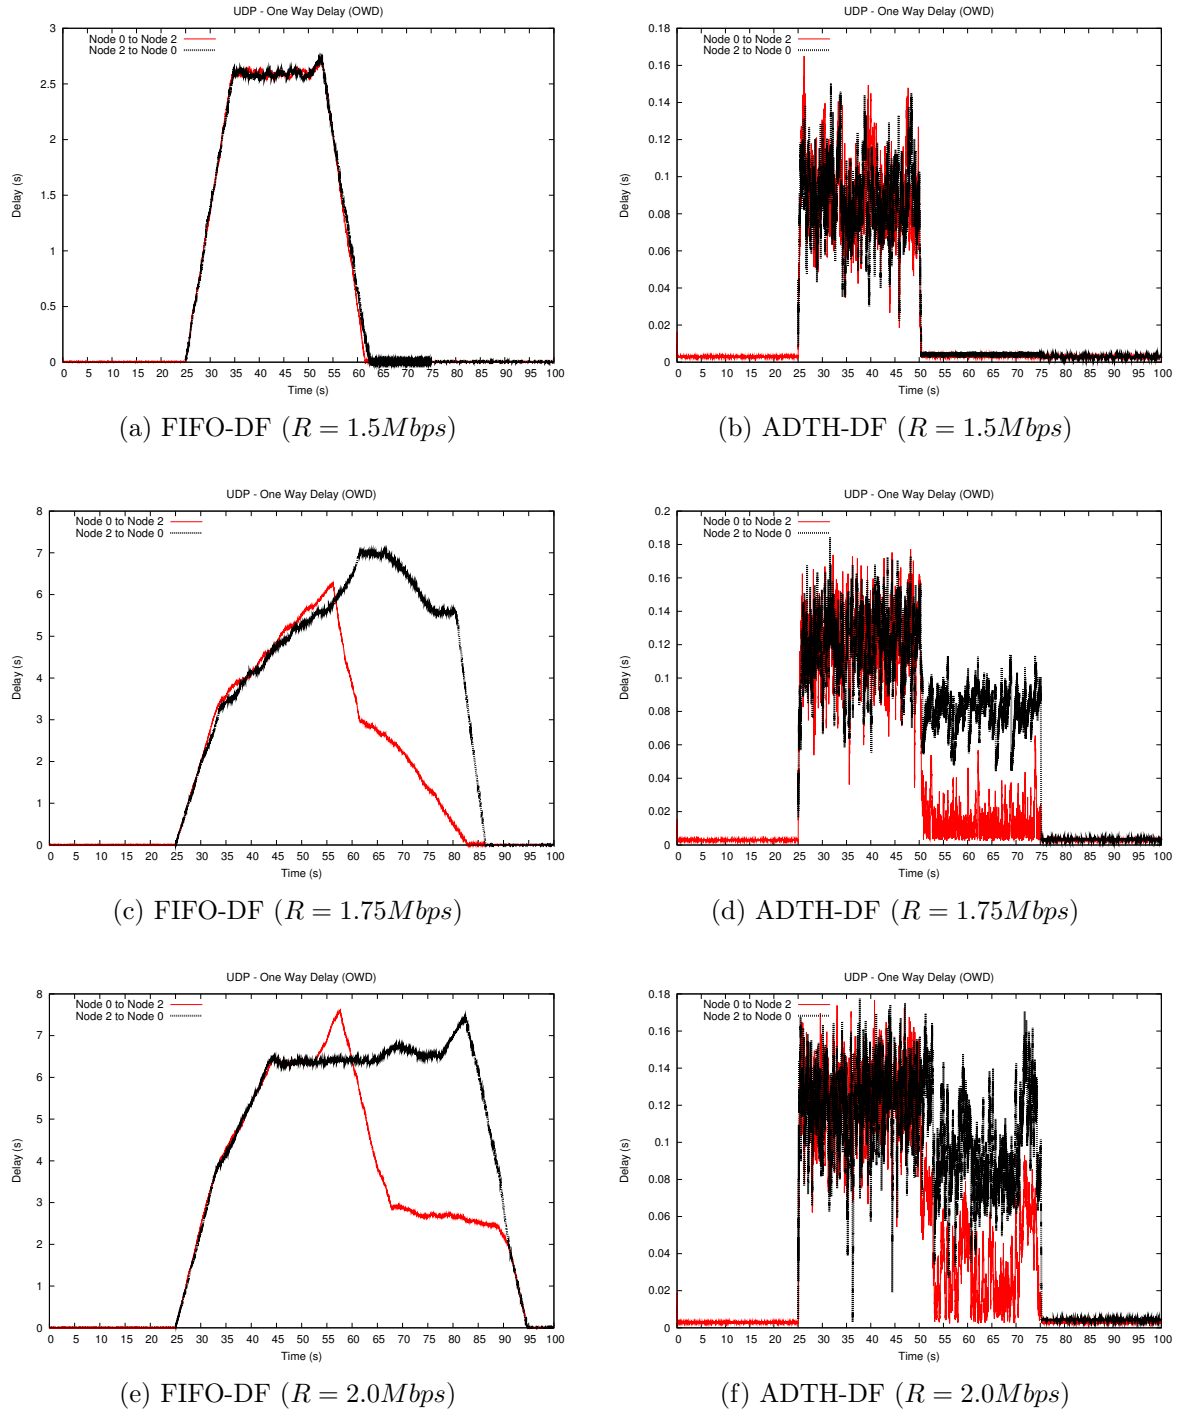 UDP - One Way Delay (OWD)
Node 0 to Node 2
Node 2 to Node 0
3
2.5
2
1.5
1
0.5
0
Delay (s)
0 5 10 15 20 25 30 35 40 45 50 55 60 65 70 75 80 85 90 95 100
Time (s)
(a) FIFO-DF (R = 1.5Mbps)
UDP - One Way Delay (OWD)
Node 0 to Node 2
Node 2 to Node 0
0.18
0.16
0.14
0.12
0.1
0.08
0.06
0.04
0.02
0
Delay (s)
0 5 10 15 20 25 30 35 40 45 50 55 60 65 70 75 80 85 90 95 100
Time (s)
(b) ADTH-DF (R = 1.5Mbps)
UDP - One Way Delay (OWD)
Node 0 to Node 2
Node 2 to Node 0
8
7
6
5
4
3
2
1
0
Delay (s)
0 5 10 15 20 25 30 35 40 45 50 55 60 65 70 75 80 85 90 95 100
Time (s)
(c) FIFO-DF (R = 1.75Mbps)
UDP - One Way Delay (OWD)
Node 0 to Node 2
Node 2 to Node 0
0.2
0.18
0.16
0.14
0.12
0.1
0.08
0.06
0.04
0.02
0
Delay (s)
0 5 10 15 20 25 30 35 40 45 50 55 60 65 70 75 80 85 90 95 100
Time (s)
(d) ADTH-DF (R = 1.75Mbps)
UDP - One Way Delay (OWD)
Node 0 to Node 2
Node 2 to Node 0
8
7
6
5
4
3
2
1
0
Delay (s)
0 5 10 15 20 25 30 35 40 45 50 55 60 65 70 75 80 85 90 95 100
Time (s)
(e) FIFO-DF (R = 2.0Mbps)
UDP - One Way Delay (OWD)
Node 0 to Node 2
Node 2 to Node 0
0.18
0.16
0.14
0.12
0.1
0.08
0.06
0.04
0.02
0
Delay (s)
0 5 10 15 20 25 30 35 40 45 50 55 60 65 70 75 80 85 90 95 100
Time (s)
(f) ADTH-DF (R = 2.0Mbps)